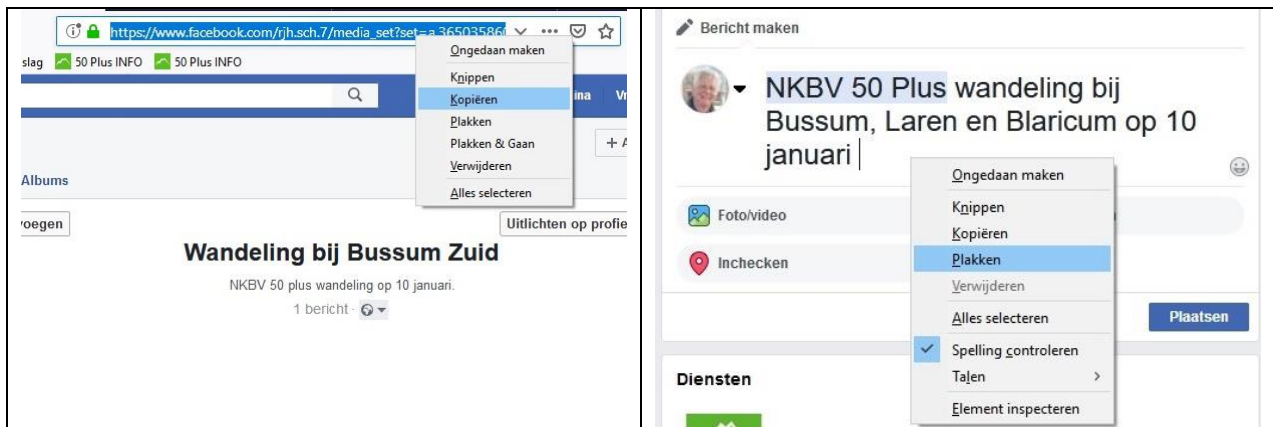 https://www.facebook.com/rjh.sch.7/media_set?set=a.365035860
slag 50 Plus INFO 50 Plus INFO
Ongedaan maken
Knippen
Kopiëren
Plakken
Plakken & Gaan
Verwijderen
Alles selecteren
ina Vr
+ A
Albums
voegen
Uitlichten op profie
Wandeling bij Bussum Zuid
NKBV 50 plus wandeling op 10 januari.
1 bericht ·
Bericht maken
NKBV 50 Plus wandeling bij
Bussum, Laren en Blaricum op 10
januari
Foto/video
Inchecken
Ongedaan maken
Knippen
Kopiëren
Plakken
Verwijderen
Alles selecteren
Spelling controleren
Talen
Element inspecteren
Plaatsen
Diensten